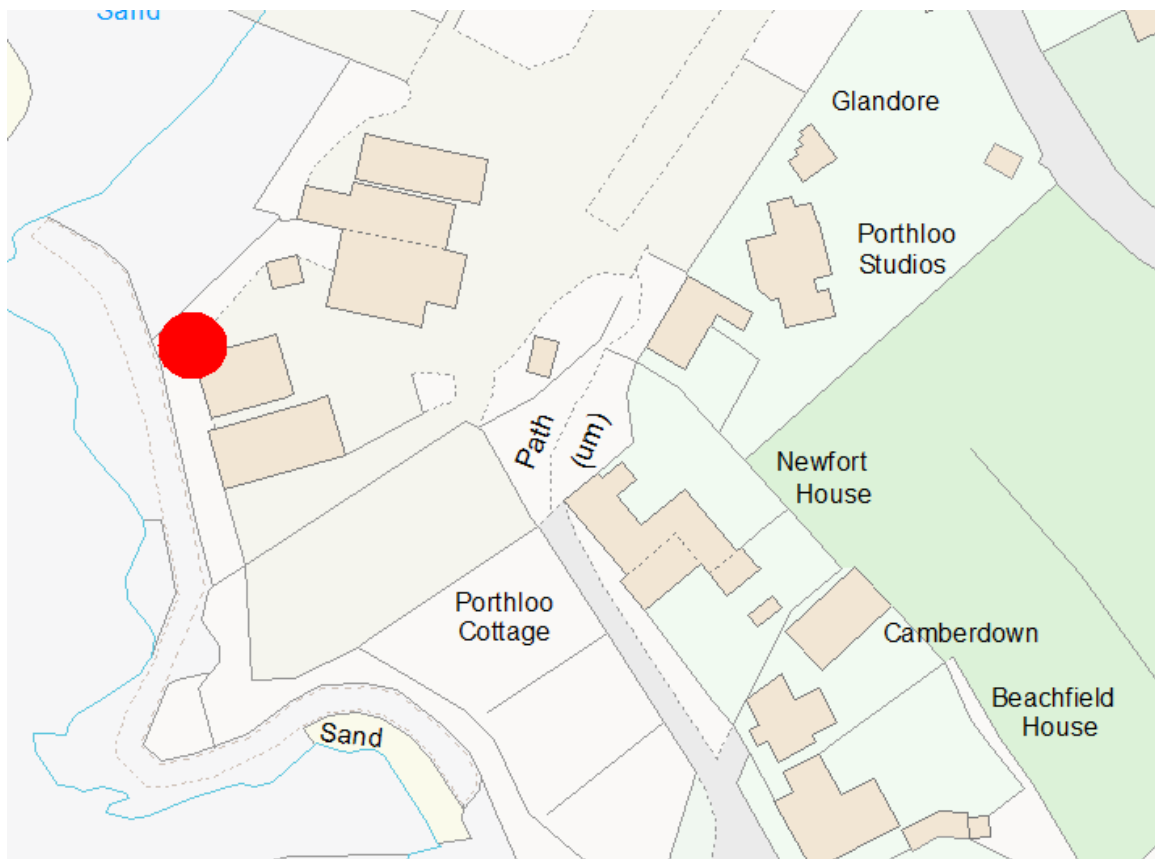 Sand
Glandore
Porthloo
Studios
Path
(um)
Newfort
House
Porthloo
Cottage
Camberdown
Beachfield
House
Sand